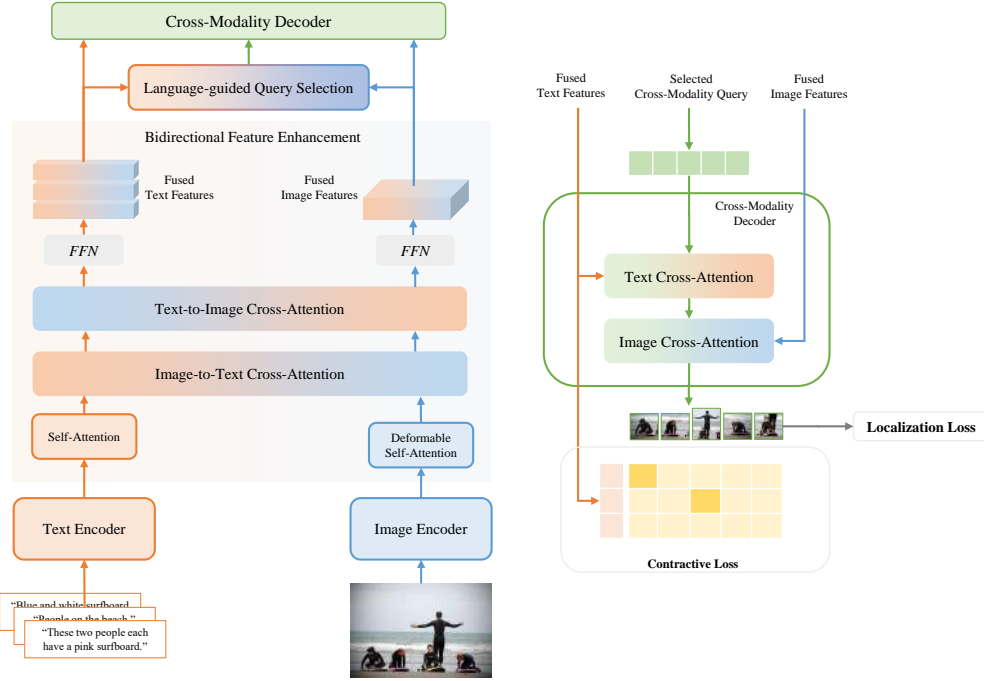 Cross-Modality Decoder
Language-guided Query Selection
Bidirectional Feature Enhancement
Fused
Text Features
Fused
Image Features
FFN
FFN
Text-to-Image Cross-Attention
Image-to-Text Cross-Attention
Self-Attention
Deformable
Self-Attention
Text Encoder
Image Encoder
“Blue and white surfboard
“People on the beach.”
“These two people each
have a pink surfboard.”
Fused
Text Features
Selected
Cross-Modality Query
Fused
Image Features
Cross-Modality
Decoder
Text Cross-Attention
Image Cross-Attention
Localization Loss
Contractive Loss